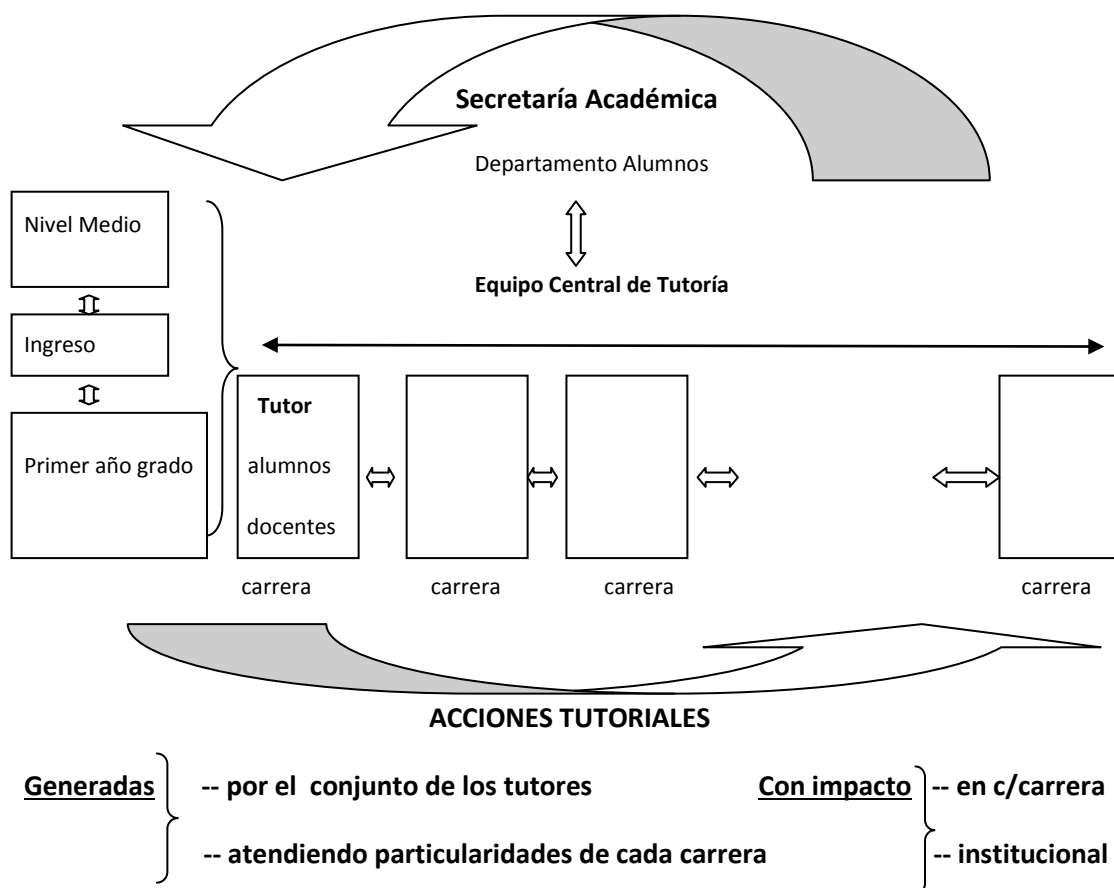 Secretaría Académica
Departamento Alumnos
Nivel Medio
Equipo Central de Tutoría
Ingreso
Tutor
Primer año grado
alumnos
docentes
carrera
carrera
carrera
carrera
ACCIONES TUTORIALES
Generadas
-- por el conjunto de los tutores
-- atendiendo particularidades de cada carrera
Con impacto
-- en c/carrera
-- institucional